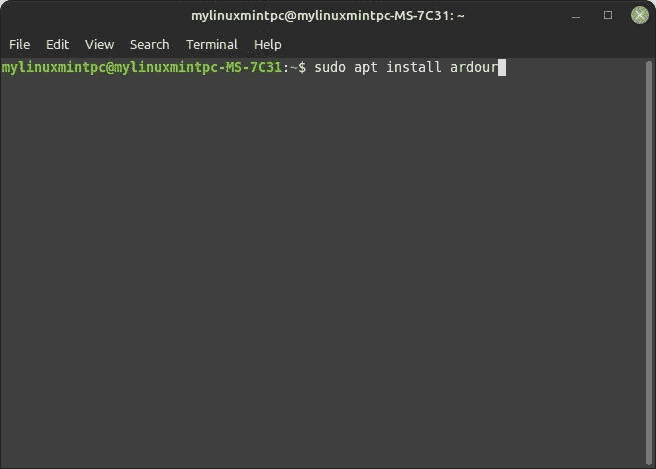 mylinuxmintpc@mylinuxmintpc-MS-7C31: ~
File Edit View Search Terminal Help
mylinuxmintpc@mylinuxmintpc-MS-7C31:~$ sudo apt install ardour